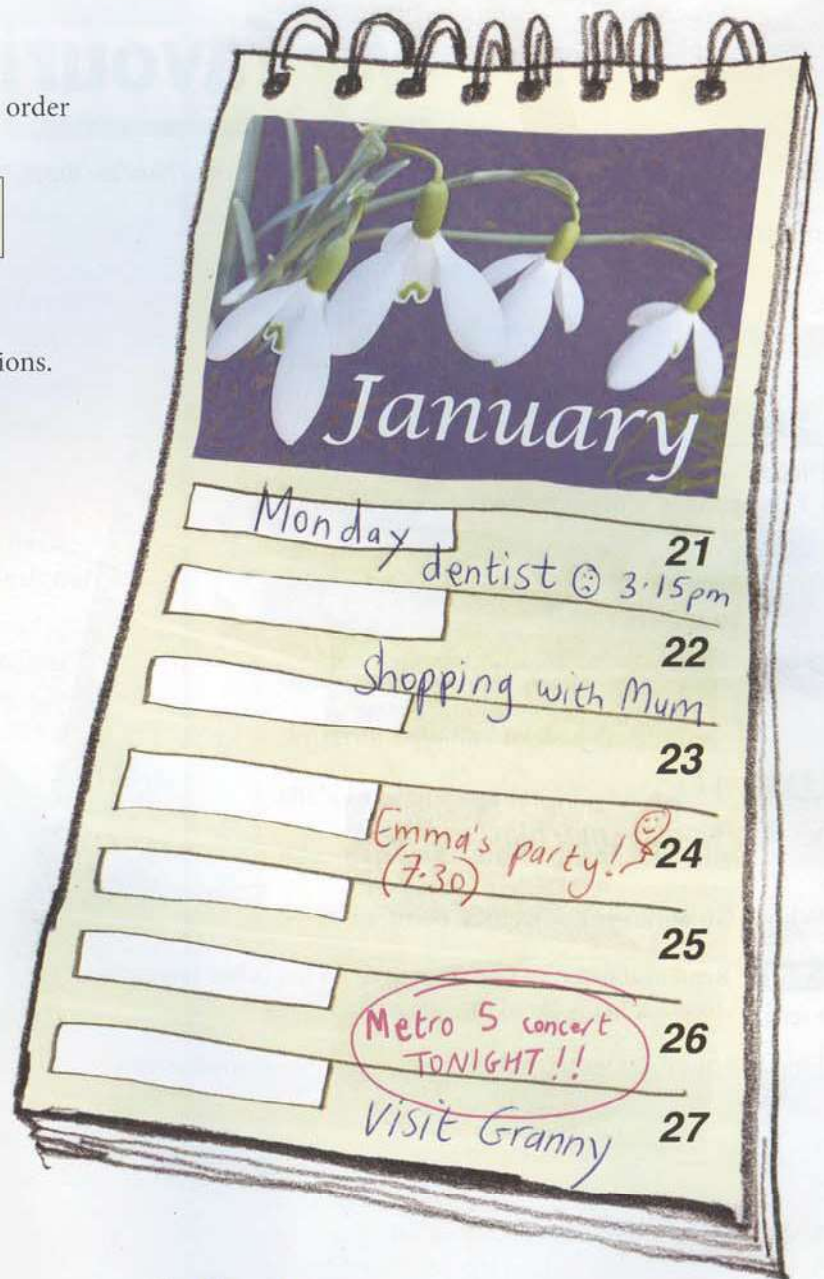 avour
order
ions.
January
Monday
21
dentist 3.15pm
22
Shopping with Mum
23
Emma's party! 24
(7.30)
25
Metro 5 concert
TONIGHT!!
26
Visit Granny
27